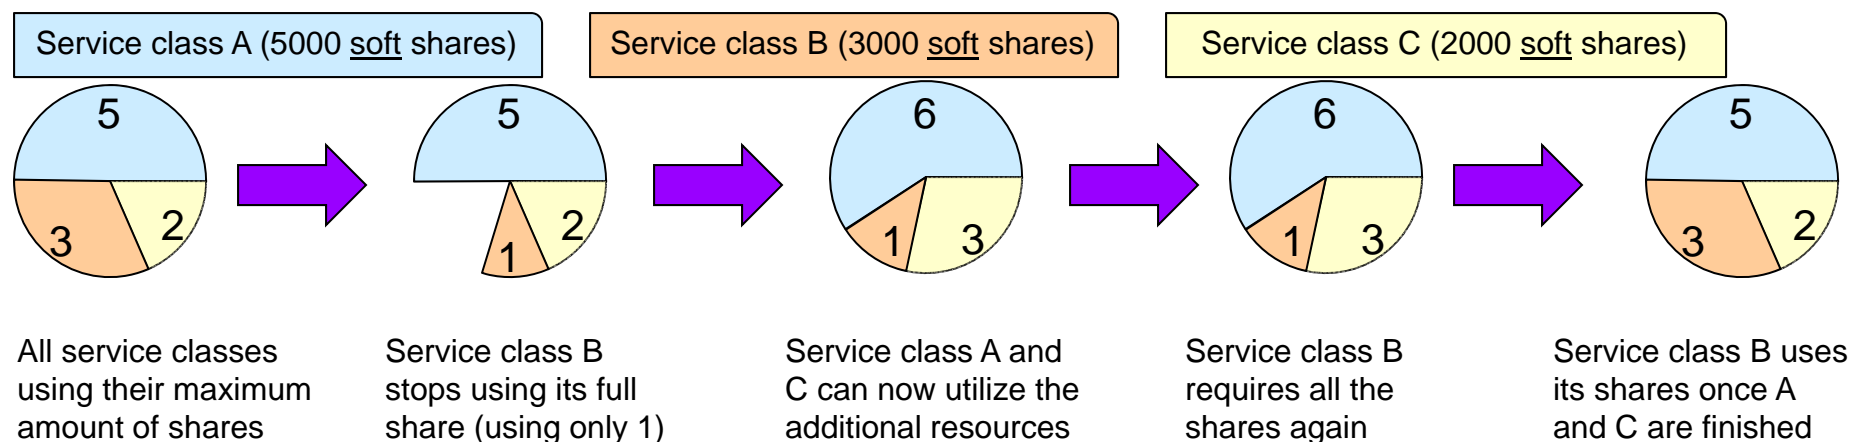 Service class A (5000 soft shares)
Service class B (3000 soft shares)
Service class C (2000 soft shares)
5
3
2
5
1
2
6
1
3
6
1
3
5
3
2
All service classes
using their maximum
amount of shares
Service class B
stops using its full
share (using only 1)
Service class A and
C can now utilize the
additional resources
Service class B
requires all the
shares again
Service class B uses
its shares once A
and C are finished